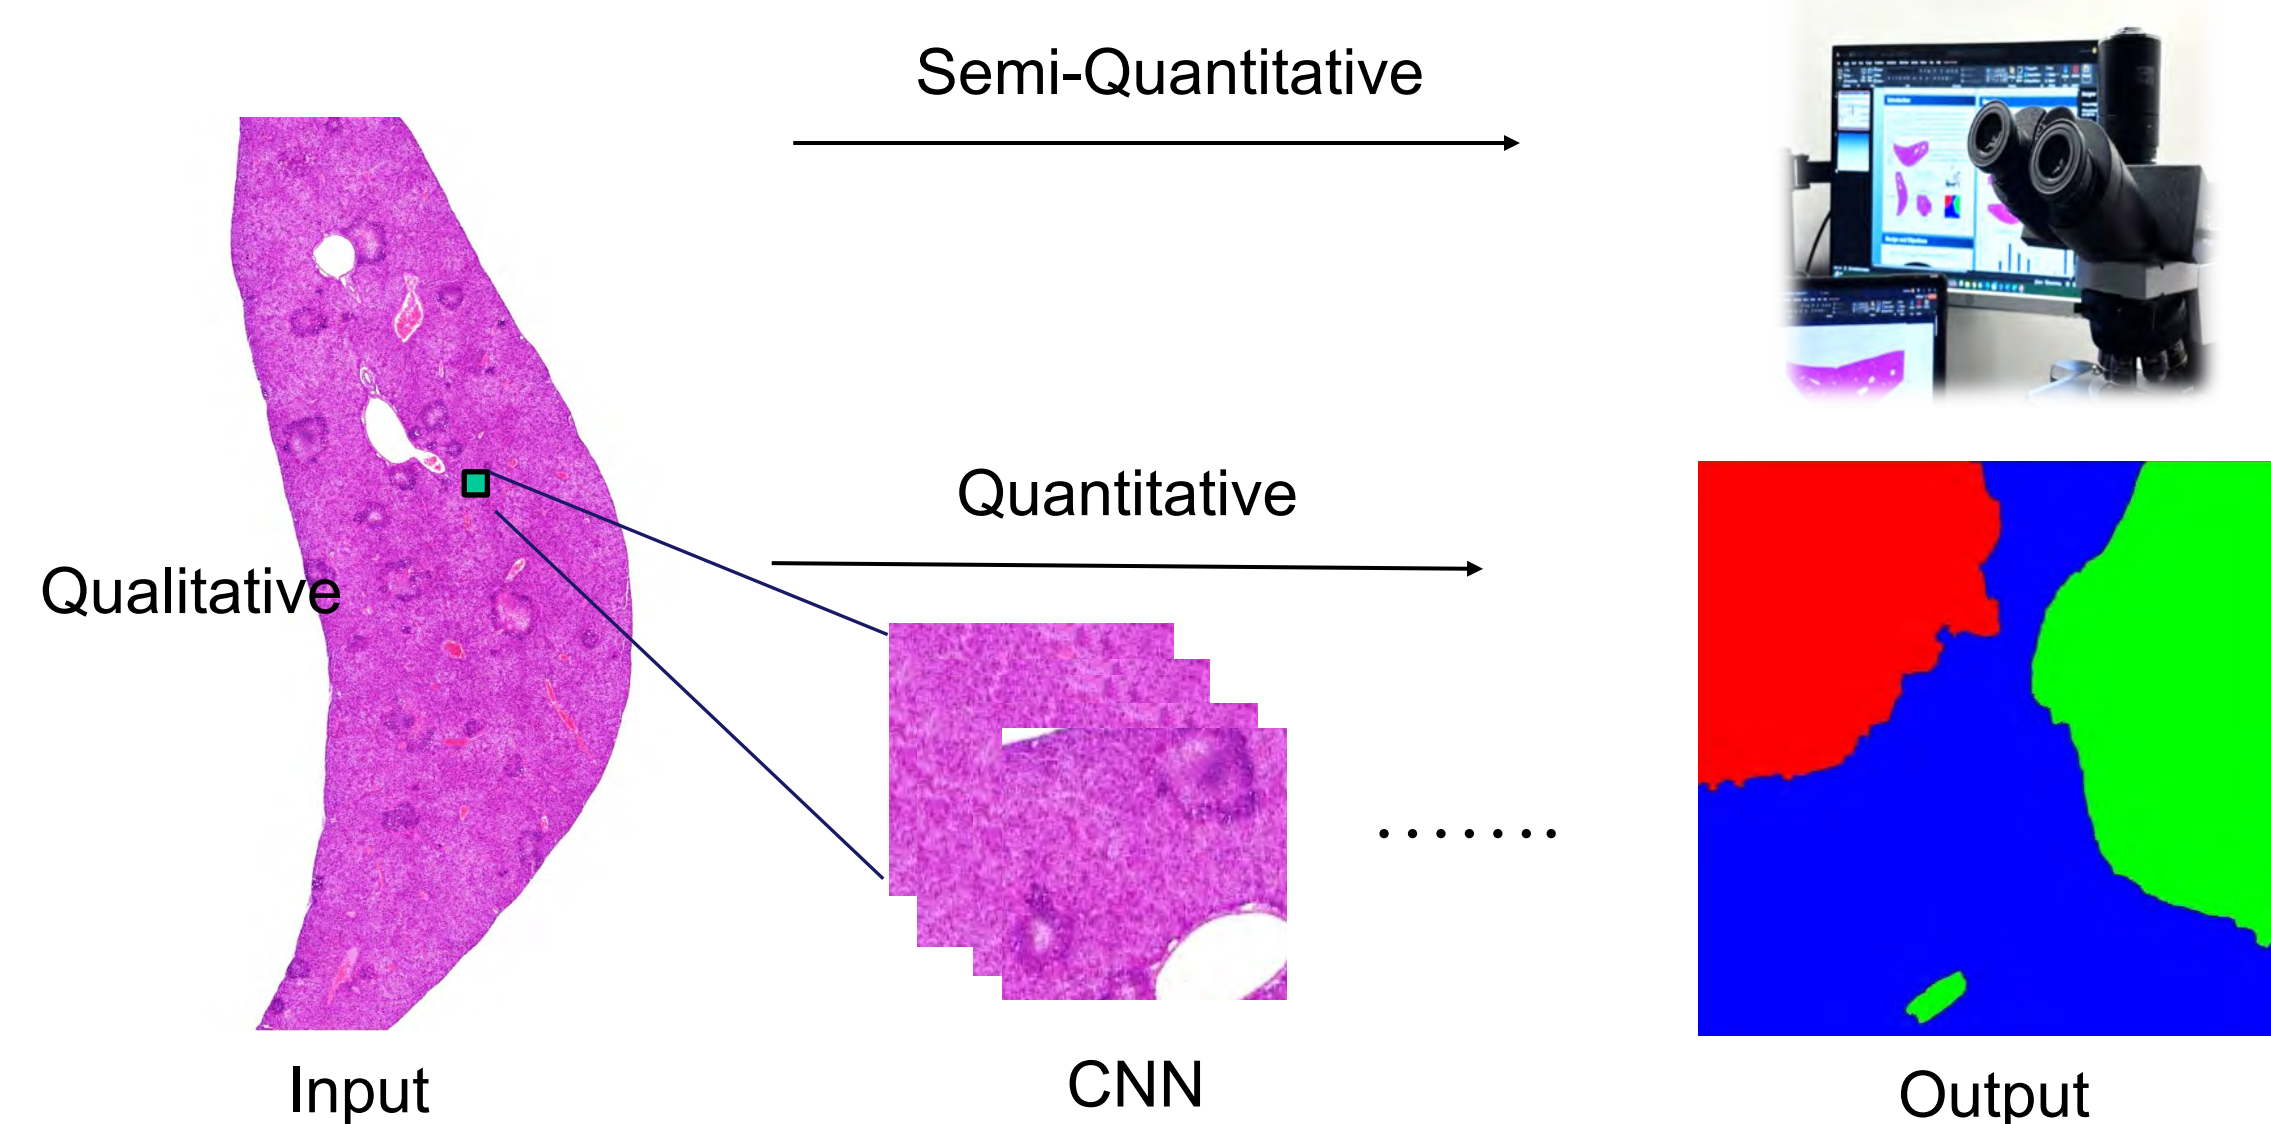 Semi-Quantitative
Quantitative
Qualitative
.......
Input
CNN
Output